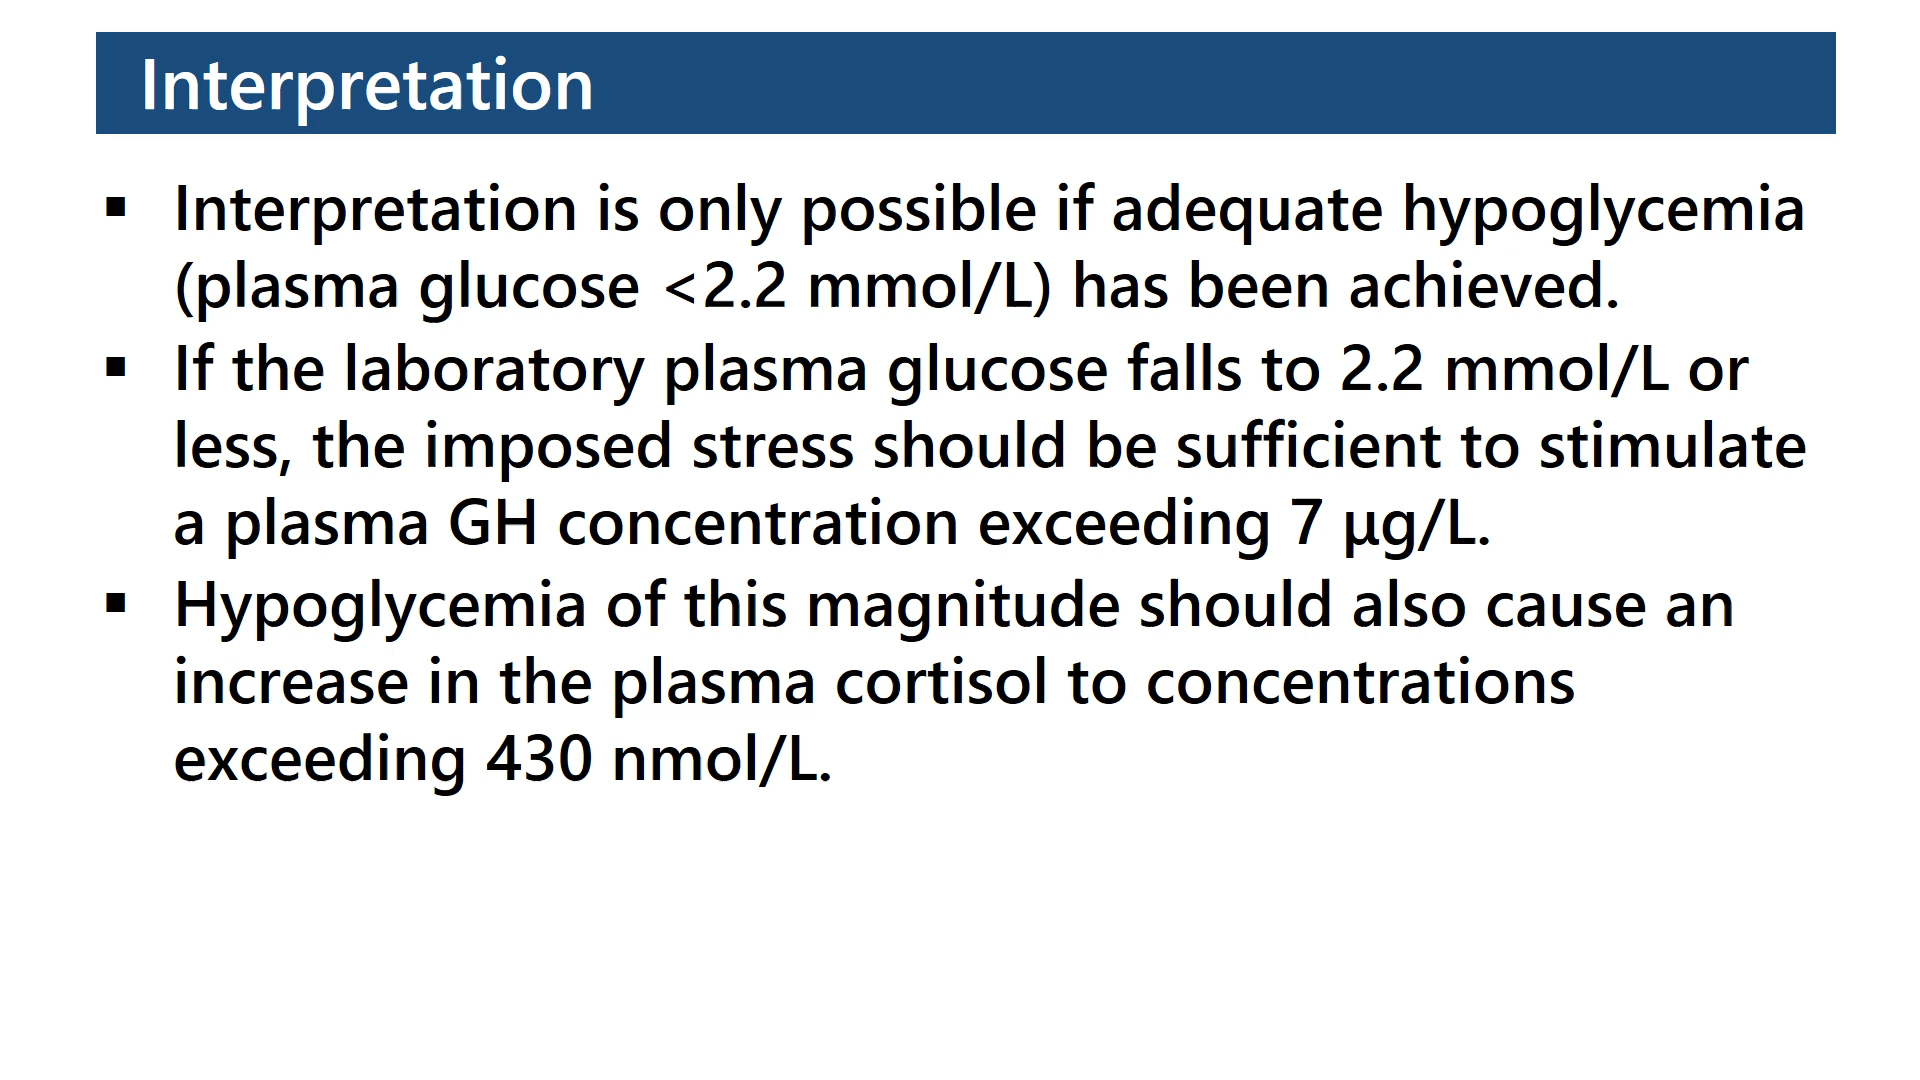 Interpretation
▪ Interpretation is only possible if adequate hypoglycemia
(plasma glucose <2.2 mmol/L) has been achieved.
▪ If the laboratory plasma glucose falls to 2.2 mmol/L or
less, the imposed stress should be sufficient to stimulate
a plasma GH concentration exceeding 7 µg/L.
▪ Hypoglycemia of this magnitude should also cause an
increase in the plasma cortisol to concentrations
exceeding 430 nmol/L.